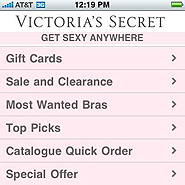 AT&T 3G 12:19 PM
VICTORIA'S SECRET
GET SEXY ANYWHERE
Gift Cards
Sale and Clearance
Most Wanted Bras
Top Picks
Catalogue Quick Order
Special Offer